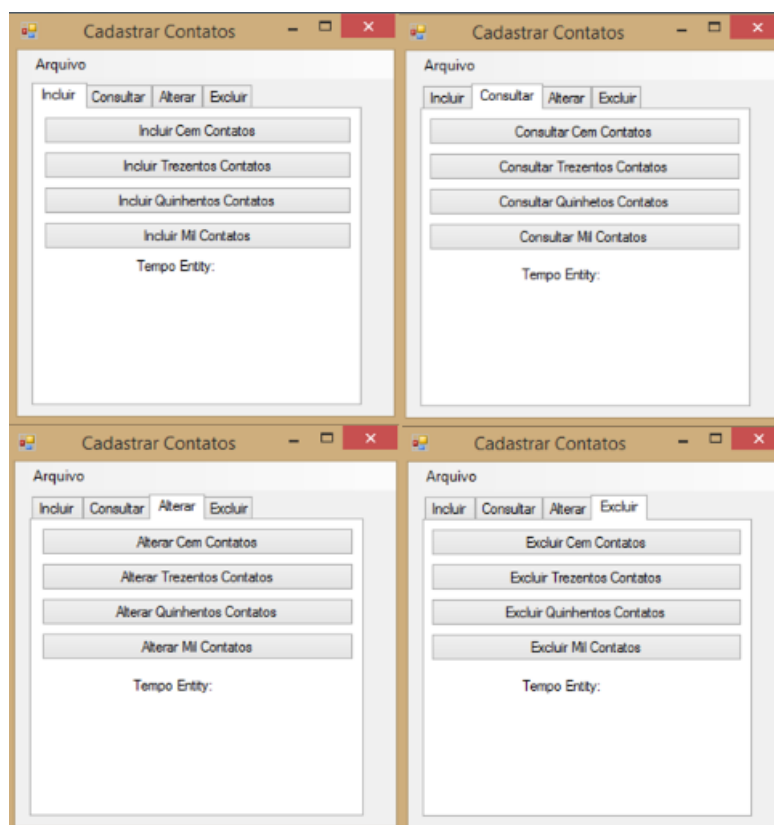 Cadastrar Contatos
Arquivo
Incluir Consultar Alterar Excluir
Incluir Cem Contatos
Incluir Trezentos Contatos
Incluir Quinhentos Contatos
Incluir Mil Contatos
Tempo Entity:
Cadastrar Contatos
Arquivo
Incluir Consultar Alterar Excluir
Consultar Cem Contatos
Consultar Trezentos Contatos
Consultar Quinhetos Contatos
Consultar Mil Contatos
Tempo Entity:
Cadastrar Contatos
Arquivo
Incluir Consultar Alterar Excluir
Alterar Cem Contatos
Alterar Trezentos Contatos
Alterar Quinhentos Contatos
Alterar Mil Contatos
Tempo Entity:
Cadastrar Contatos
Arquivo
Incluir Consultar Alterar Excluir
Excluir Cem Contatos
Excluir Trezentos Contatos
Excluir Quinhentos Contatos
Excluir Mil Contatos
Tempo Entity: